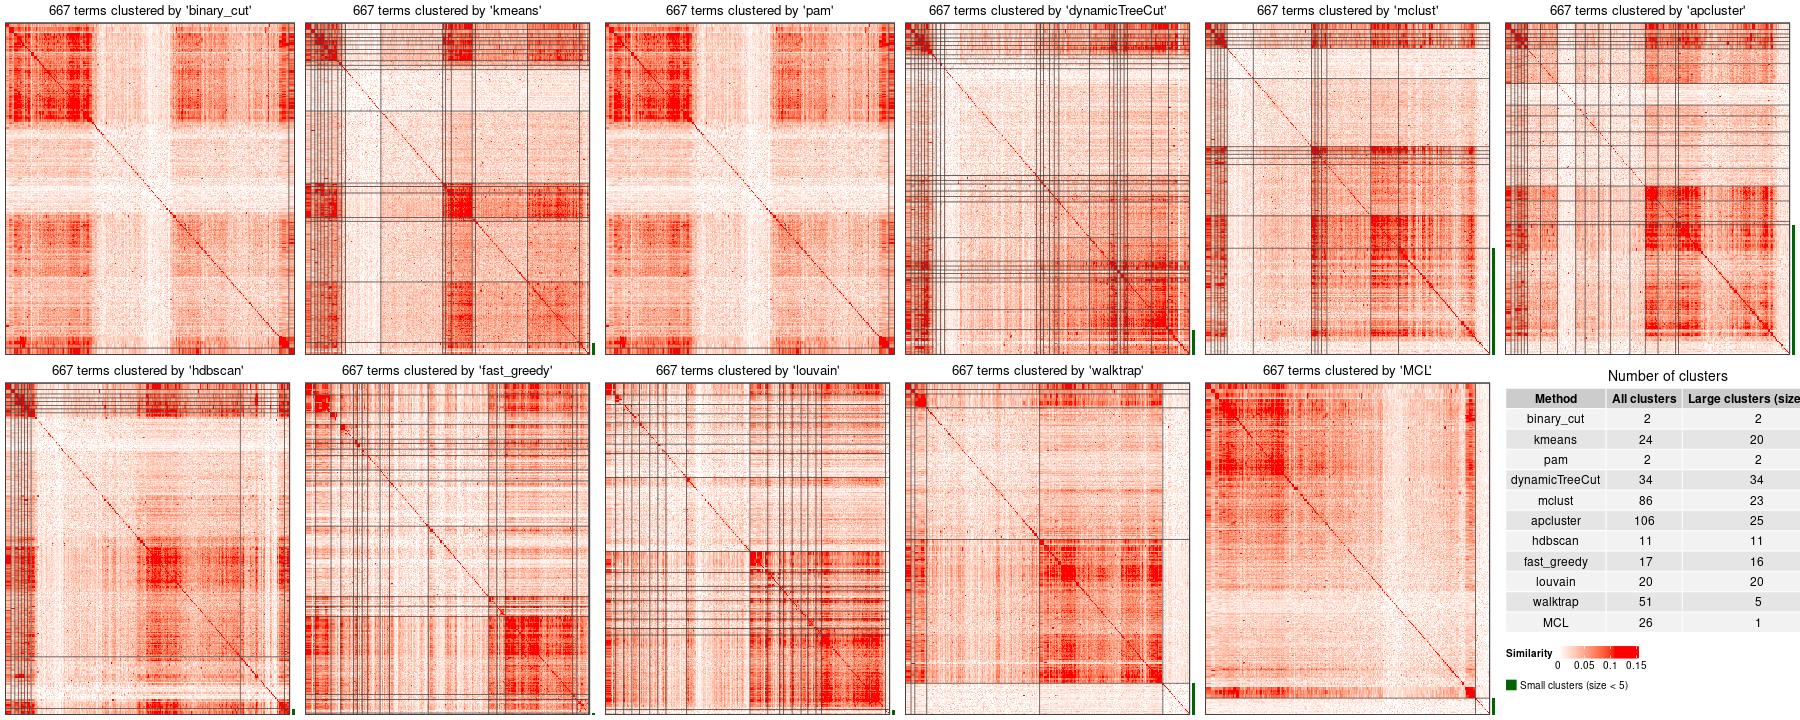 667 terms clustered by 'binary_cut'
667 terms clustered by 'kmeans'
667 terms clustered by 'pam'
667 terms clustered by 'dynamicTreeCut'
667 terms clustered by 'mclust'
667 terms clustered by 'apcluster'
667 terms clustered by 'hdbscan'
667 terms clustered by 'fast_greedy'
667 terms clustered by 'louvain'
667 terms clustered by 'walktrap'
667 terms clustered by 'MCL'
Number of clusters
Method All clusters Large clusters (size
binary_cut 2 2
kmeans 24 20
pam 2 2
dynamicTreeCut 34 34
mclust 86 23
apcluster 106 25
hdbscan 11 11
fast_greedy 17 16
louvain 20 20
walktrap 51 5
MCL 26 1
Similarity
0 0.05 0.1 0.15
Small clusters (size < 5)